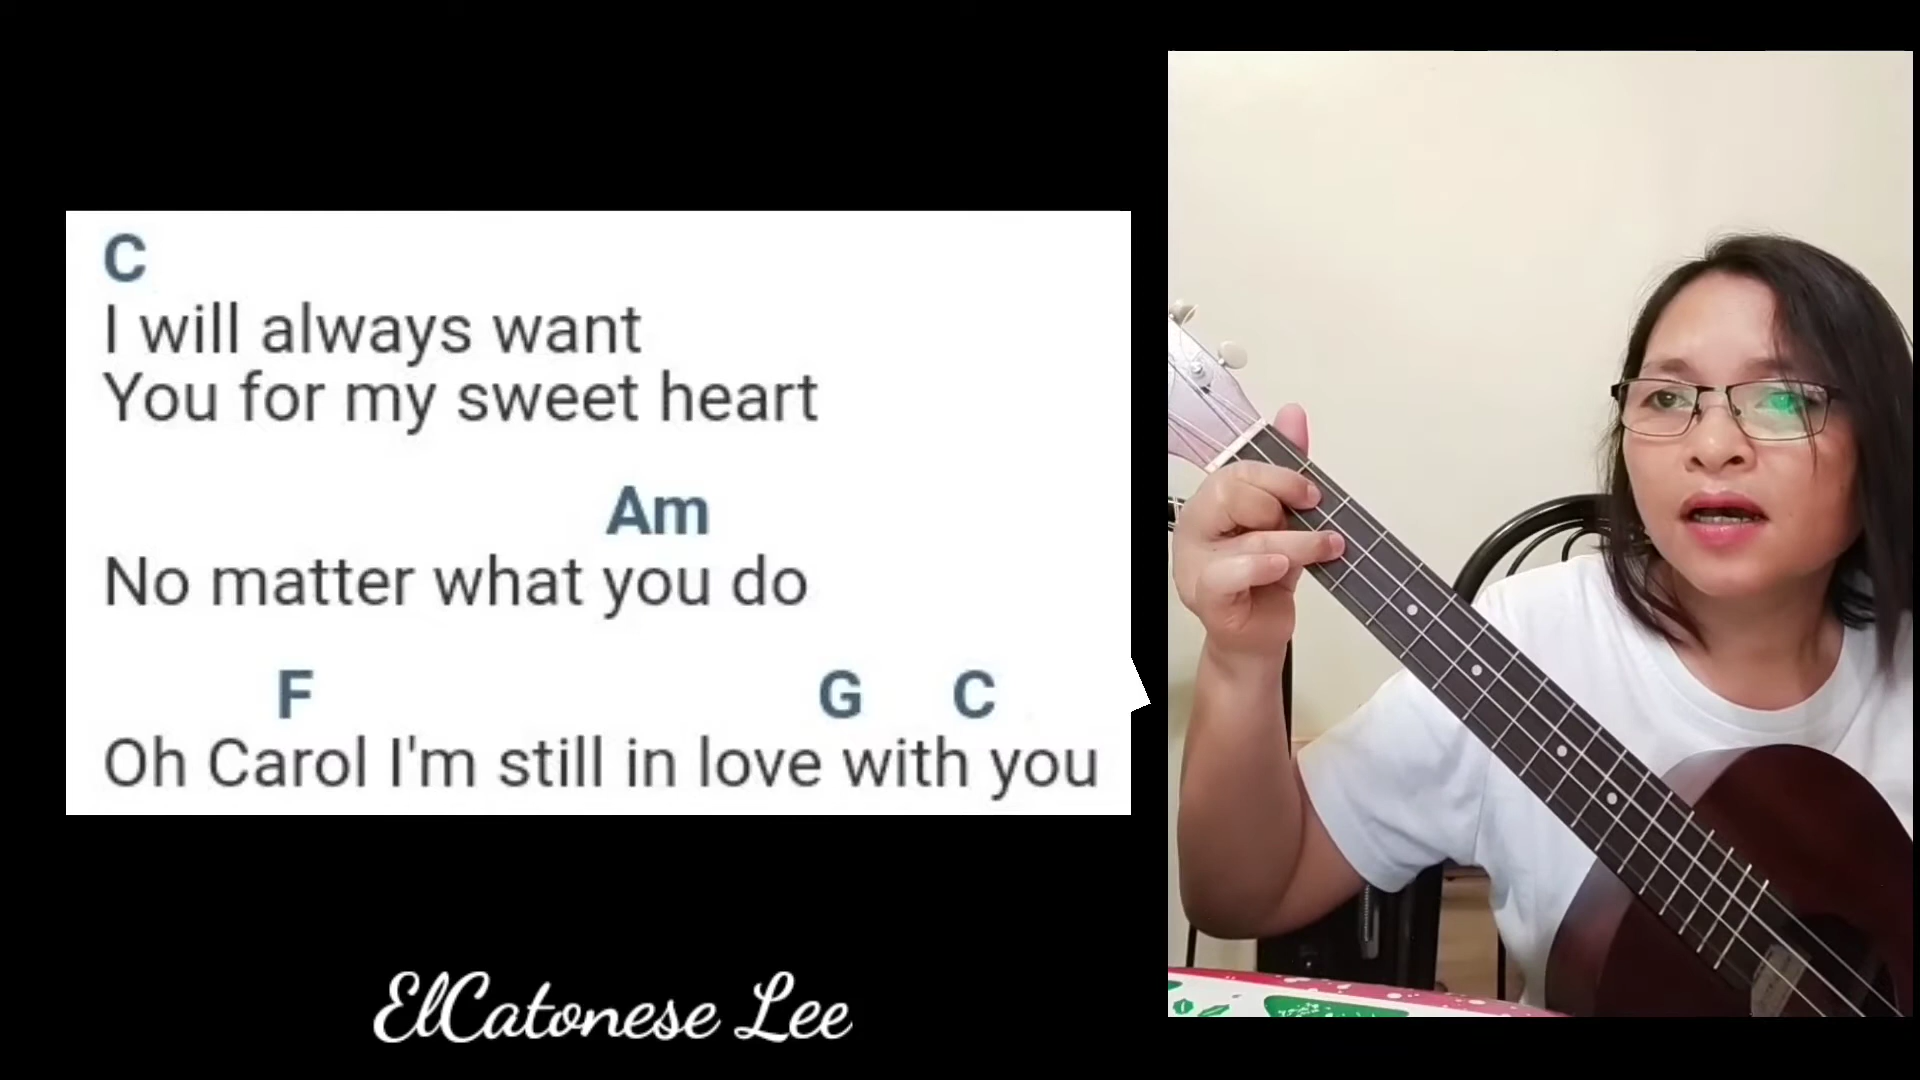 C
I will always want
You for my sweet heart
Am
No matter what you do
F G C
Oh Carol I'm still in love with you
ElCatonese Lee